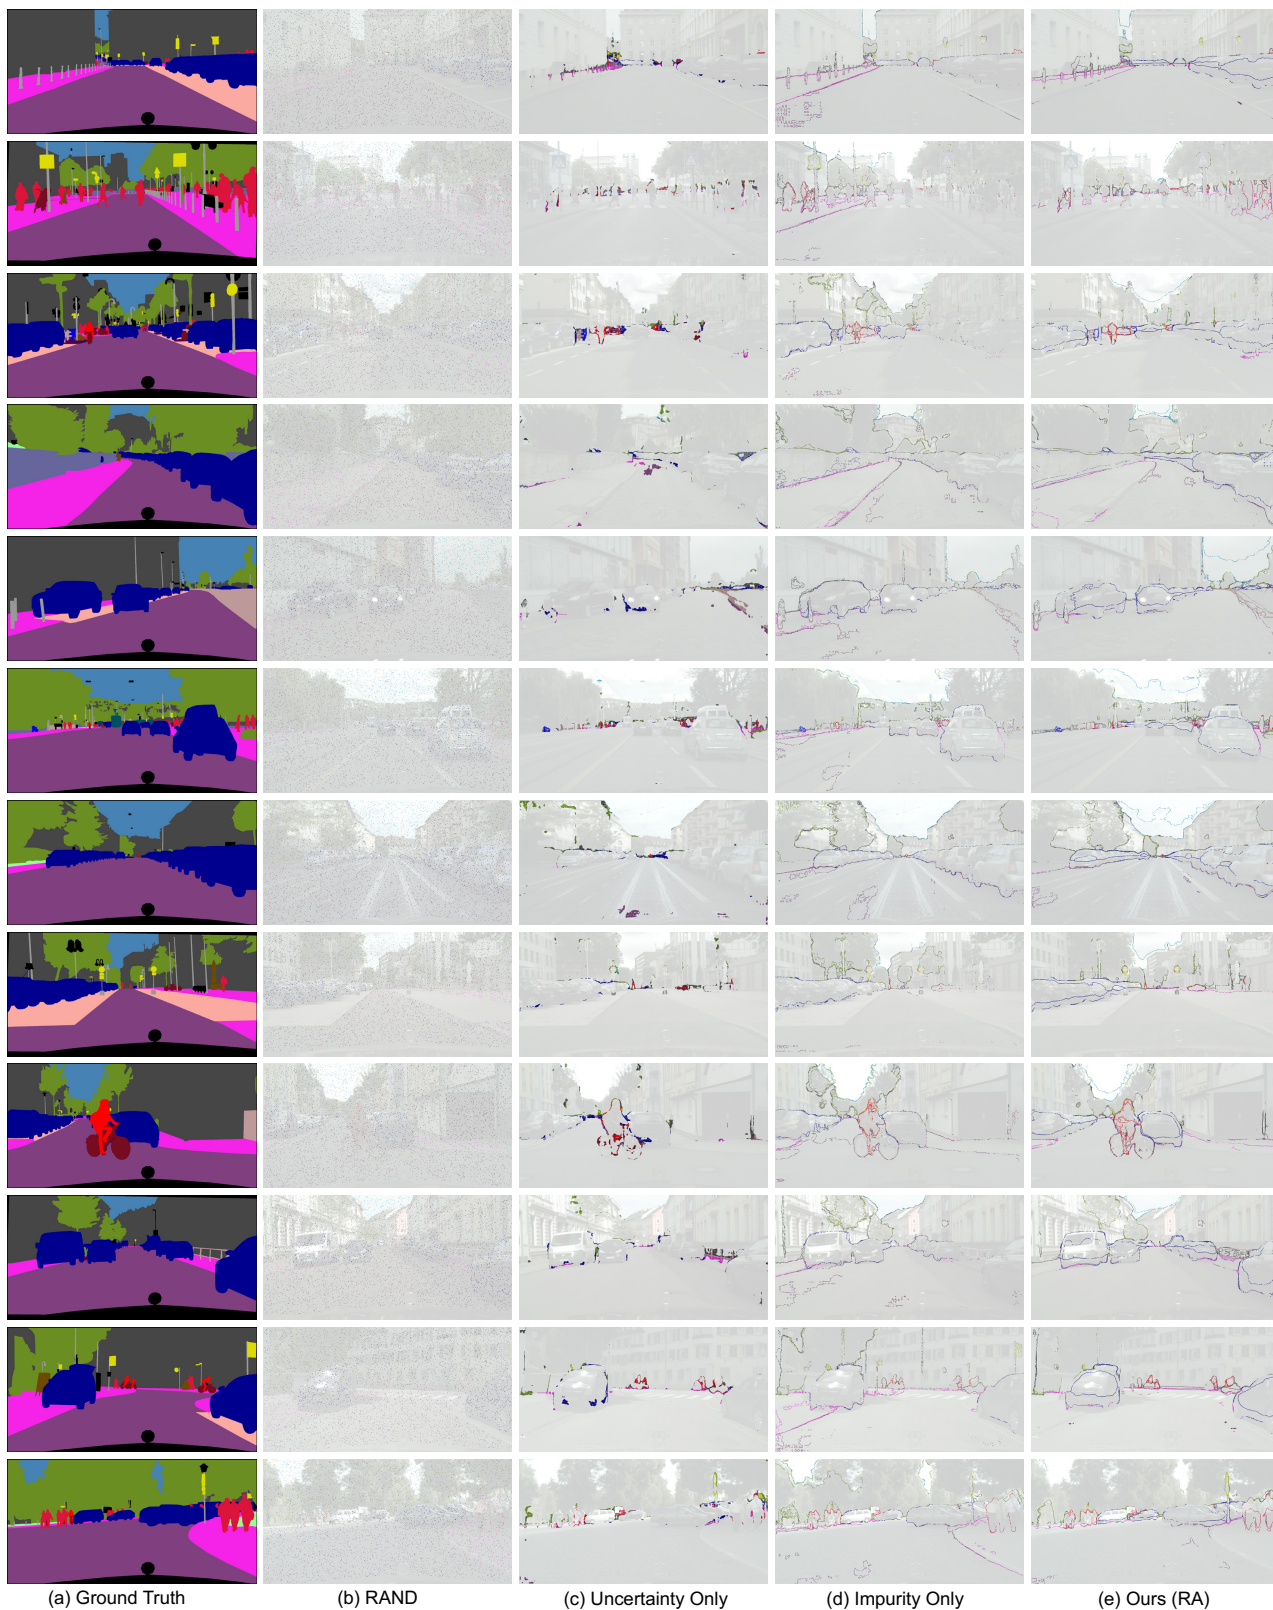 (a) Ground Truth
(b) RAND
(c) Uncertainty Only
(d) Impurity Only
(e) Ours (RA)